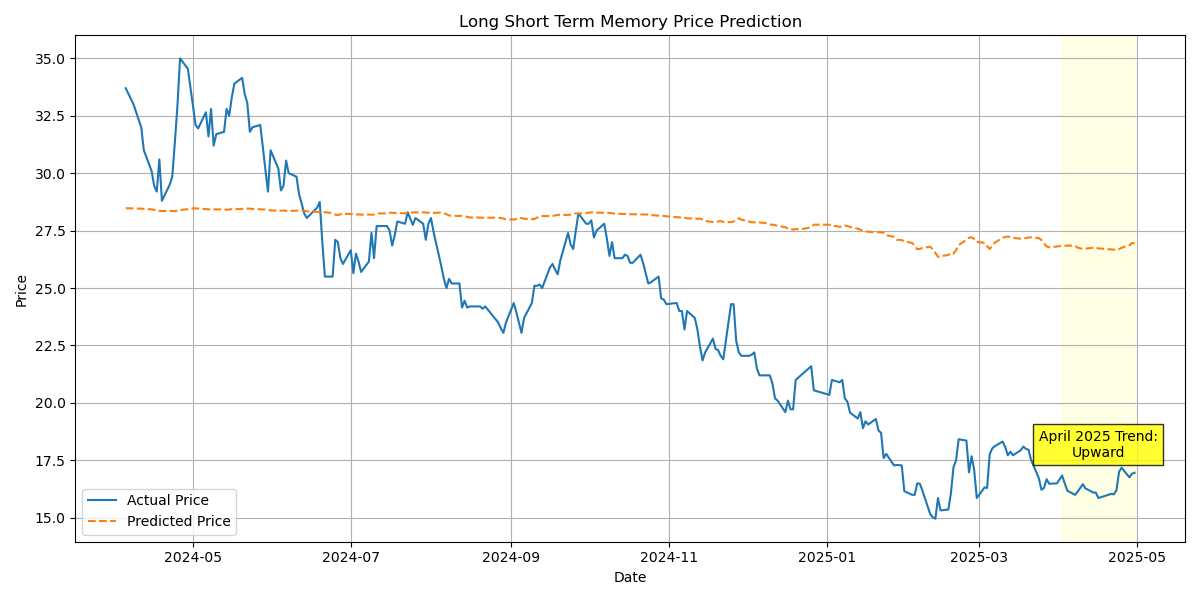 Long Short Term Memory Price Prediction
Price
35.0
32.5
30.0
27.5
25.0
22.5
20.0
17.5
15.0
April 2025 Trend:
Upward
Actual Price
Predicted Price
2024-05
2024-07
2024-09
2024-11
2025-01
2025-03
2025-05
Date